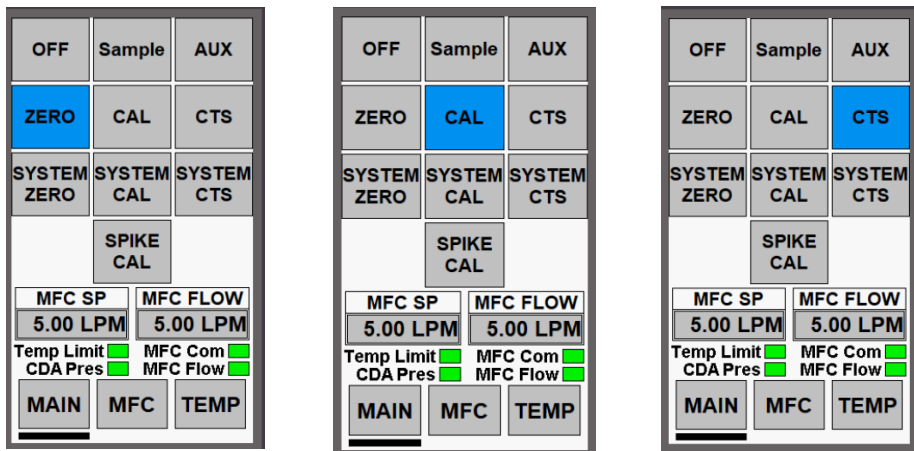 OFF Sample AUX
ZERO CAL CTS
SYSTEM ZERO SYSTEM CAL SYSTEM CTS
SPIKE CAL
MFC SP MFC FLOW
5.00 LPM 5.00 LPM
Temp Limit MFC Com
CDA Pres MFC Flow
MAIN MFC TEMP
OFF Sample AUX
ZERO CAL CTS
SYSTEM ZERO SYSTEM CAL SYSTEM CTS
SPIKE CAL
MFC SP MFC FLOW
5.00 LPM 5.00 LPM
Temp Limit MFC Com
CDA Pres MFC Flow
MAIN MFC TEMP
OFF Sample AUX
ZERO CAL CTS
SYSTEM ZERO SYSTEM CAL SYSTEM CTS
SPIKE CAL
MFC SP MFC FLOW
5.00 LPM 5.00 LPM
Temp Limit MFC Com
CDA Pres MFC Flow
MAIN MFC TEMP